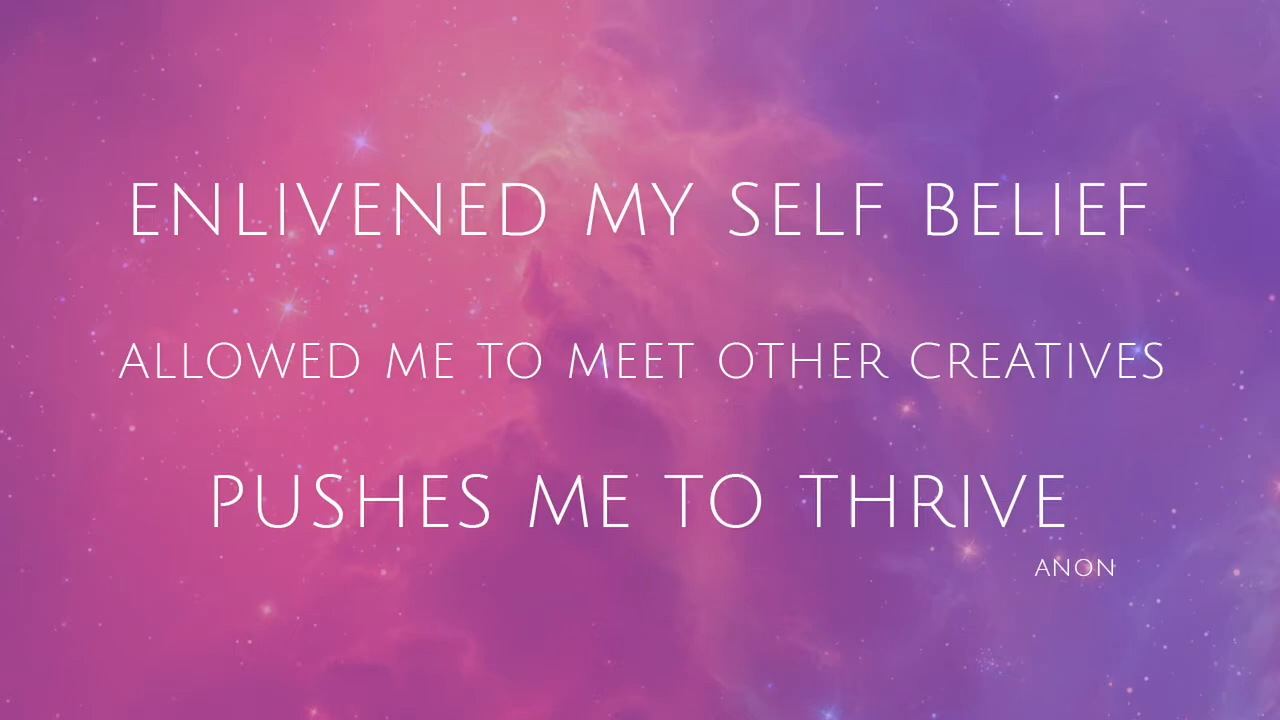 ENLIVENED MY SELF BELIEF
ALLOWED ME TO MEET OTHER CREATIVES
PUSHES ME TO THRIVE
ANON